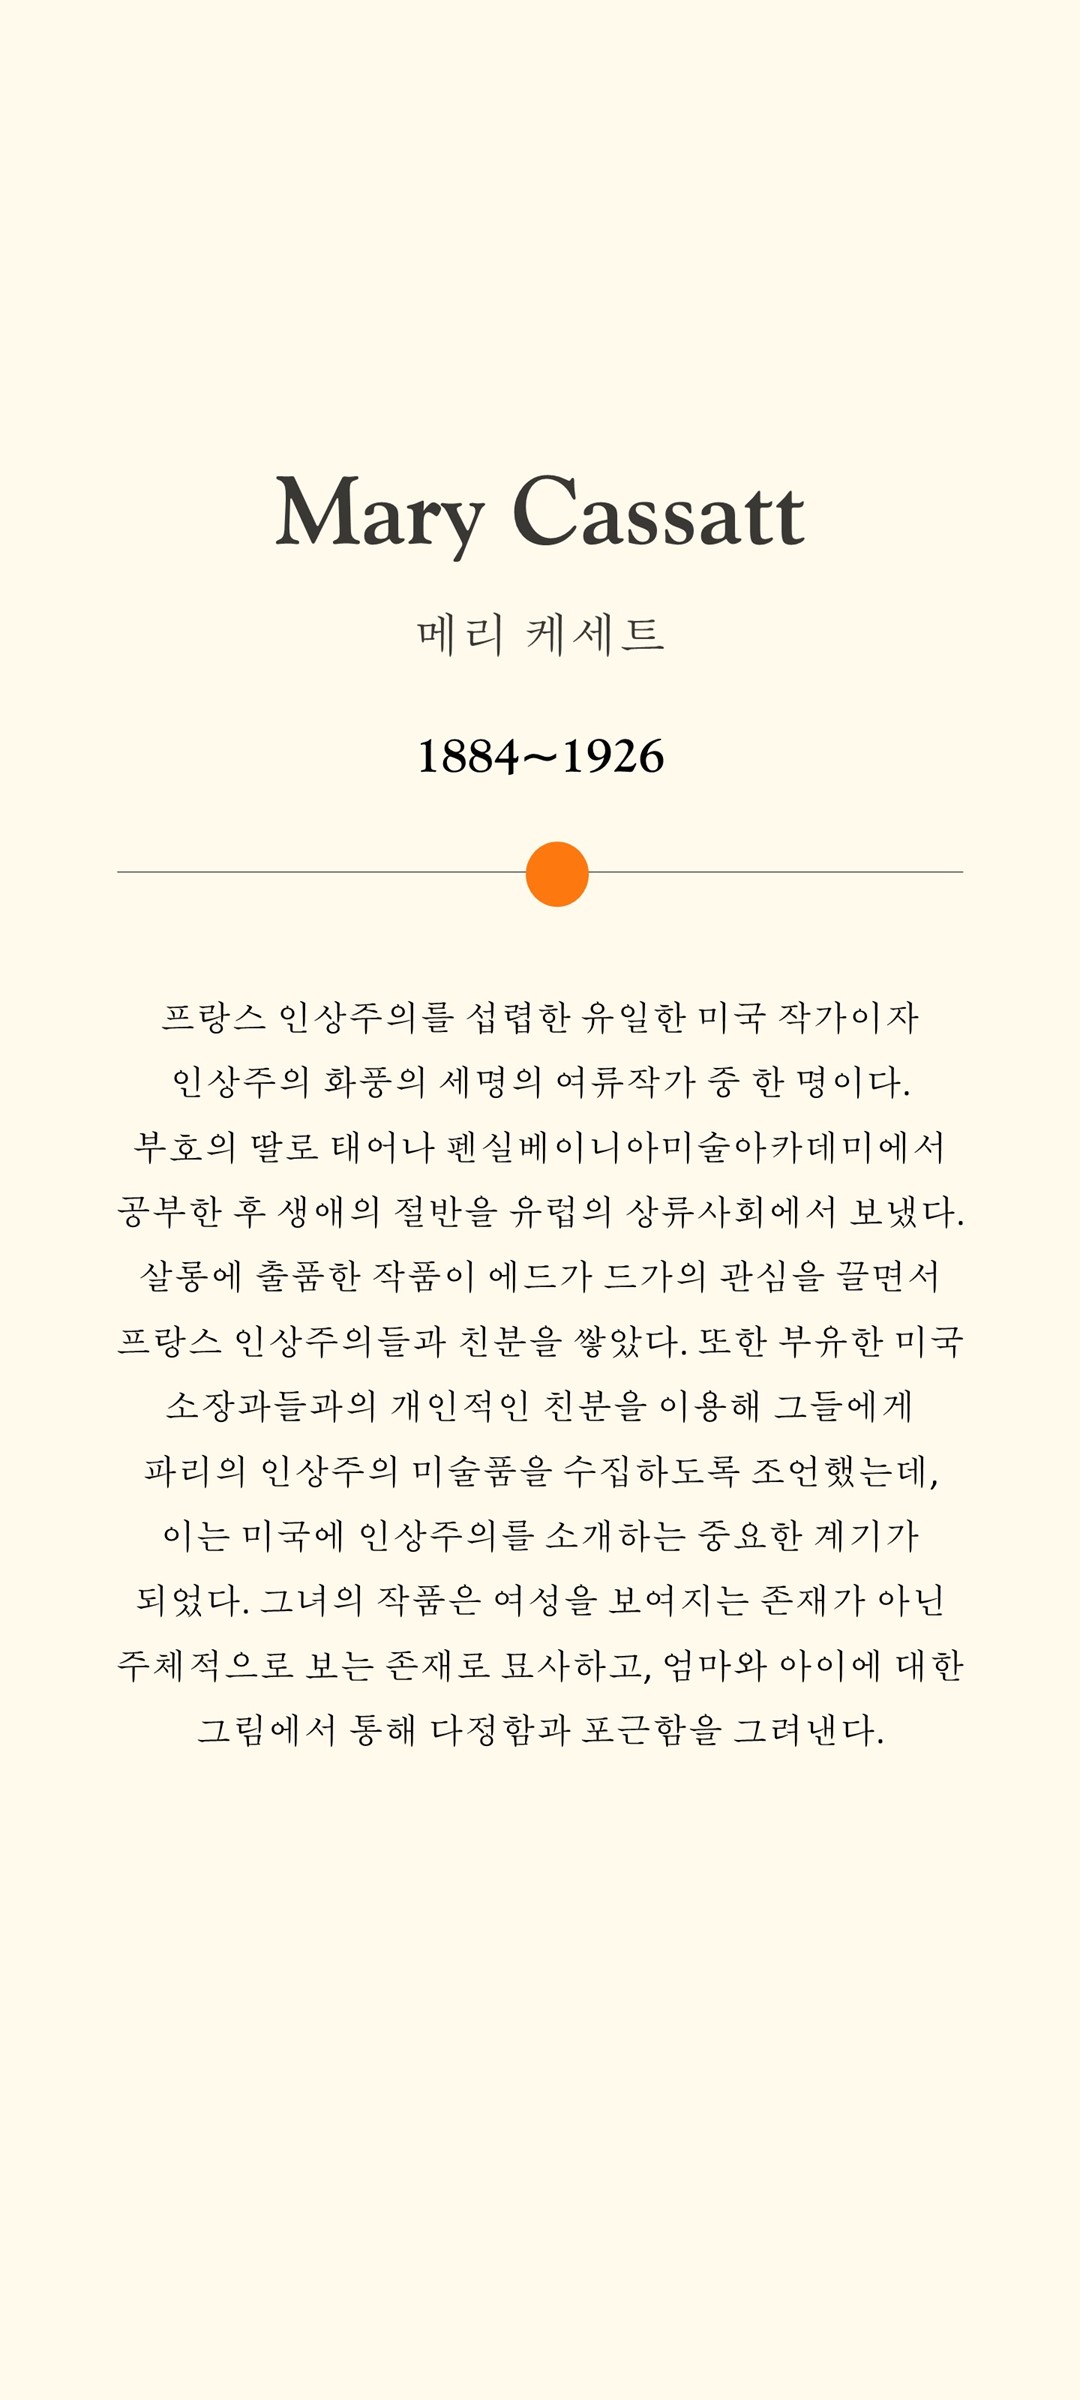 Mary Cassatt
메리 케세트
1884~1926
프랑스 인상주의를 섭렵한 유일한 미국 작가이자
인상주의 화풍의 세명의 여류작가 중 한 명이다.
부호의 딸로 태어나 펜실베이니아미술아카데미에서
공부한 후 생애의 절반을 유럽의 상류사회에서 보냈다.
살롱에 출품한 작품이 에드가 드가의 관심을 끌면서
프랑스 인상주의들과 친분을 쌓았다. 또한 부유한 미국
소장과들과의 개인적인 친분을 이용해 그들에게
파리의 인상주의 미술품을 수집하도록 조언했는데,
이는 미국에 인상주의를 소개하는 중요한 계기가
되었다. 그녀의 작품은 여성을 보여지는 존재가 아닌
주체적으로 보는 존재로 묘사하고, 엄마와 아이에 대한
그림에서 통해 다정함과 포근함을 그려낸다.